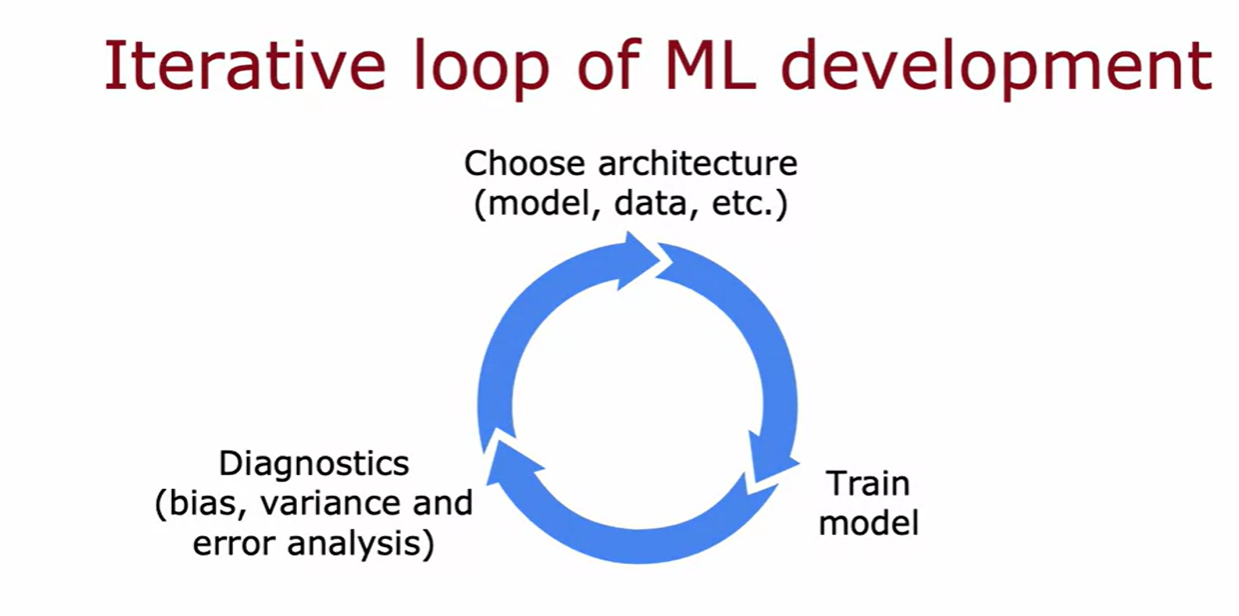 Iterative loop of ML development
Choose architecture
(model, data, etc.)
Train
model
Diagnostics
(bias, variance and
error analysis)